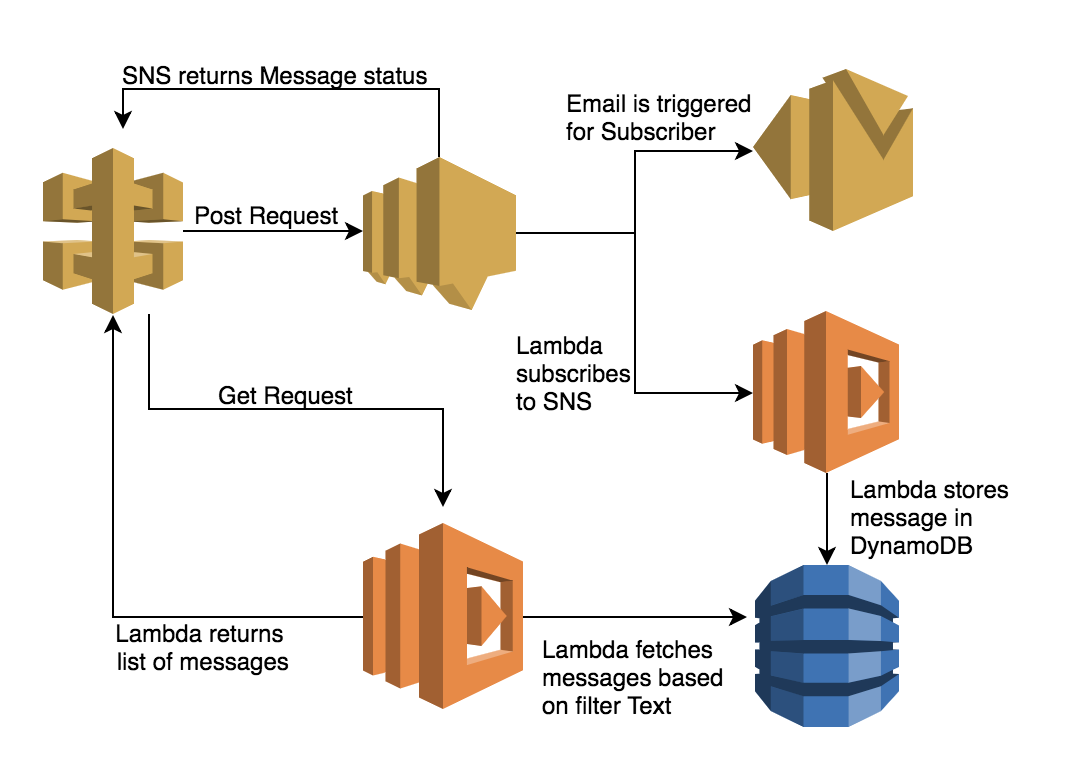 SNS returns Message status
Email is triggered
for Subscriber
Post Request
Lambda
subscribes
to SNS
Get Request
Lambda stores
message in
DynamoDB
Lambda returns
list of messages
Lambda fetches
messages based
on filter Text